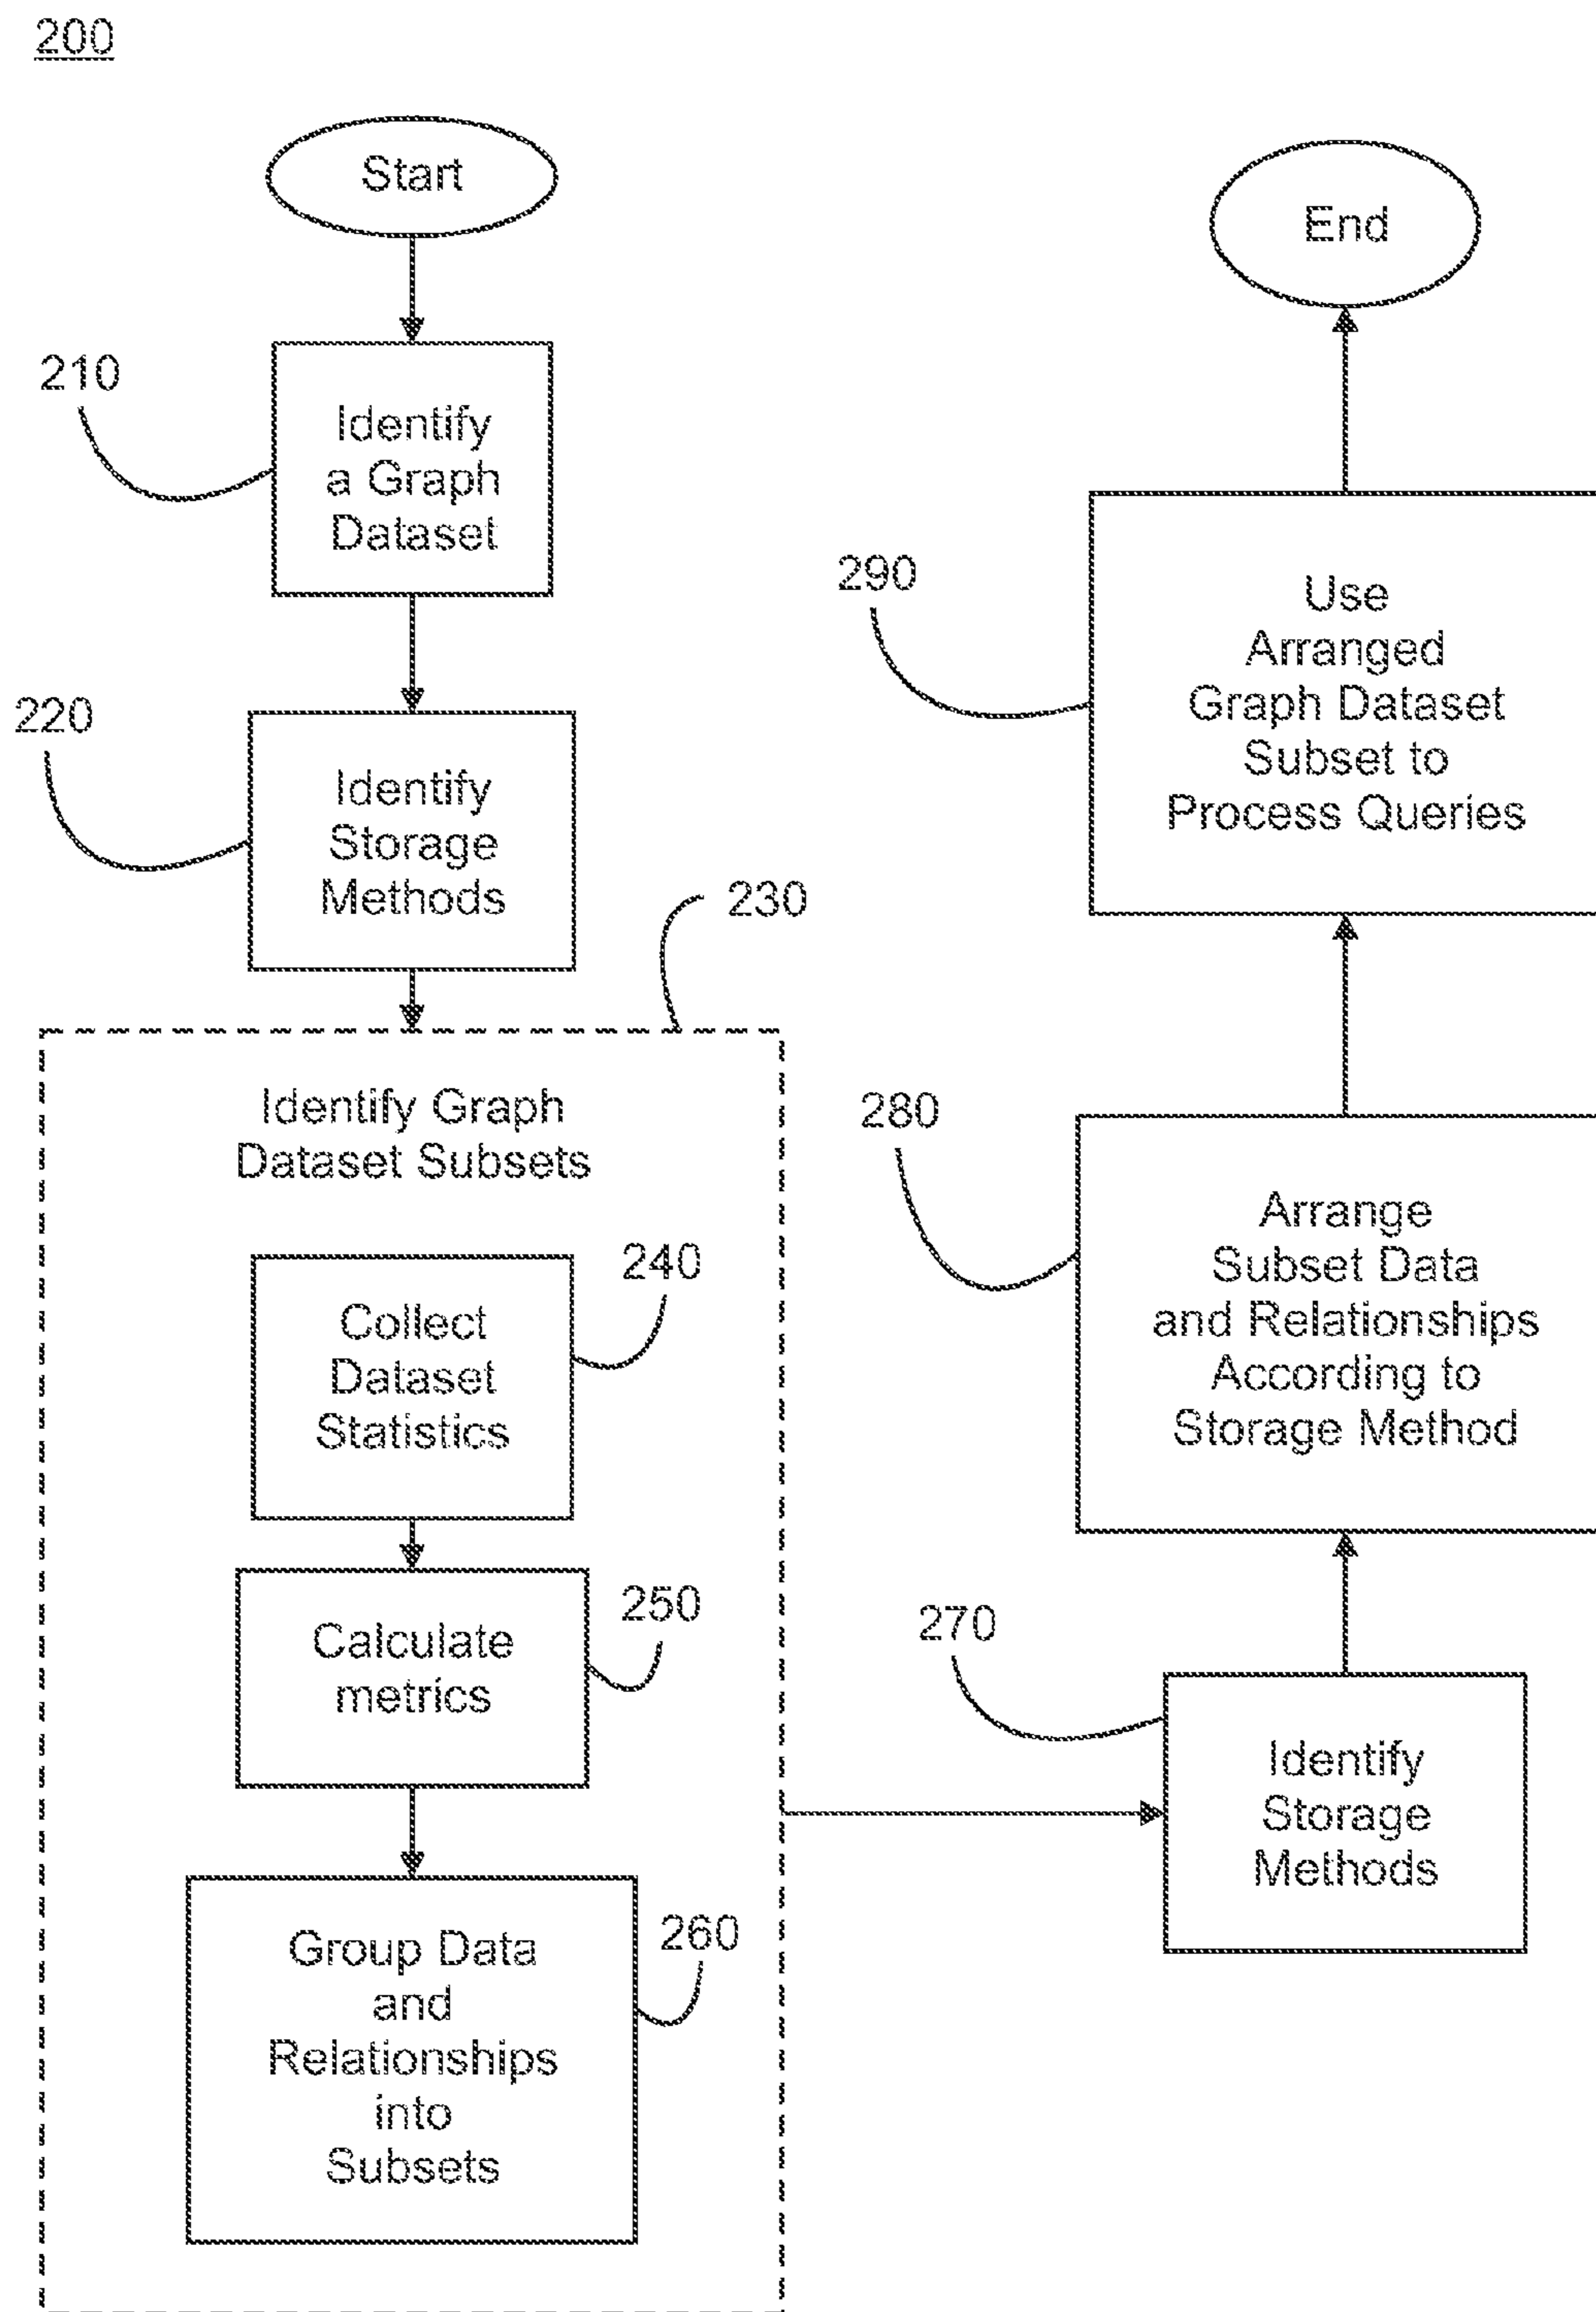 200
Start
210
Identify
a Graph
Dataset
220
Identify
Storage
Methods
230
Identify Graph
Dataset Subsets
240
Collect
Dataset
Statistics
250
Calculate
metrics
260
Group Data
and
Relationships
into
Subsets
270
Identify
Storage
Methods
280
Arrange
Subset Data
and Relationships
According to
Storage Method
290
Use
Arranged
Graph Dataset
Subset to
Process Queries
End